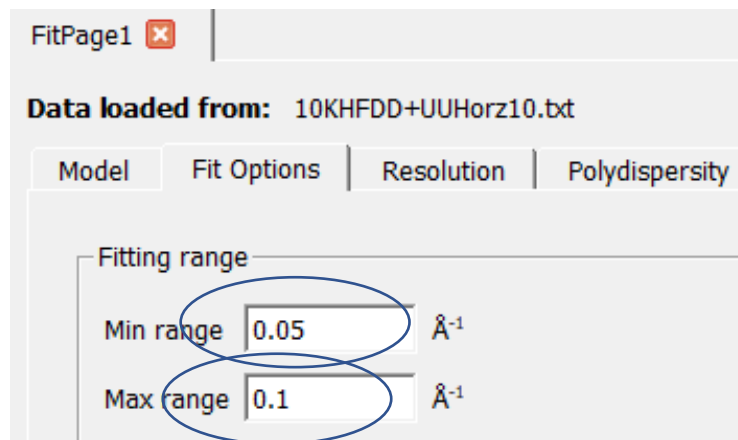 FitPage1
Data loaded from: 10KHFDD+UUHorz10.txt
Model Fit Options Resolution Polydispersity
Fitting range
Min range 0.05 Å⁻¹
Max range 0.1 Å⁻¹